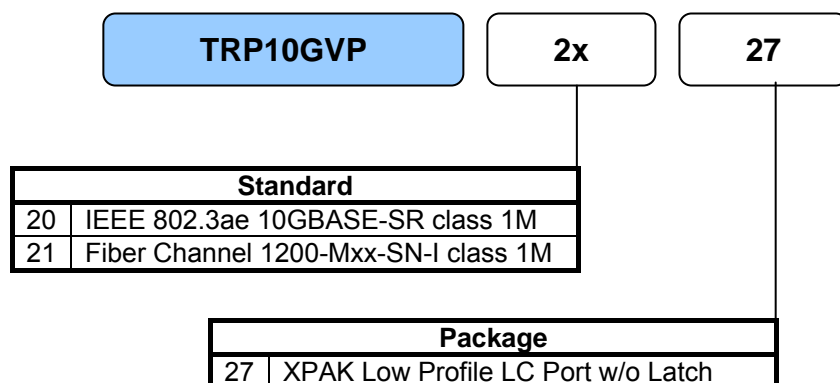 TRP10GVP 2x 27
Standard
20 IEEE 802.3ae 10GBASE-SR class 1M
21 Fiber Channel 1200-Mxx-SN-I class 1M
Package
27 XPAK Low Profile LC Port w/o Latch